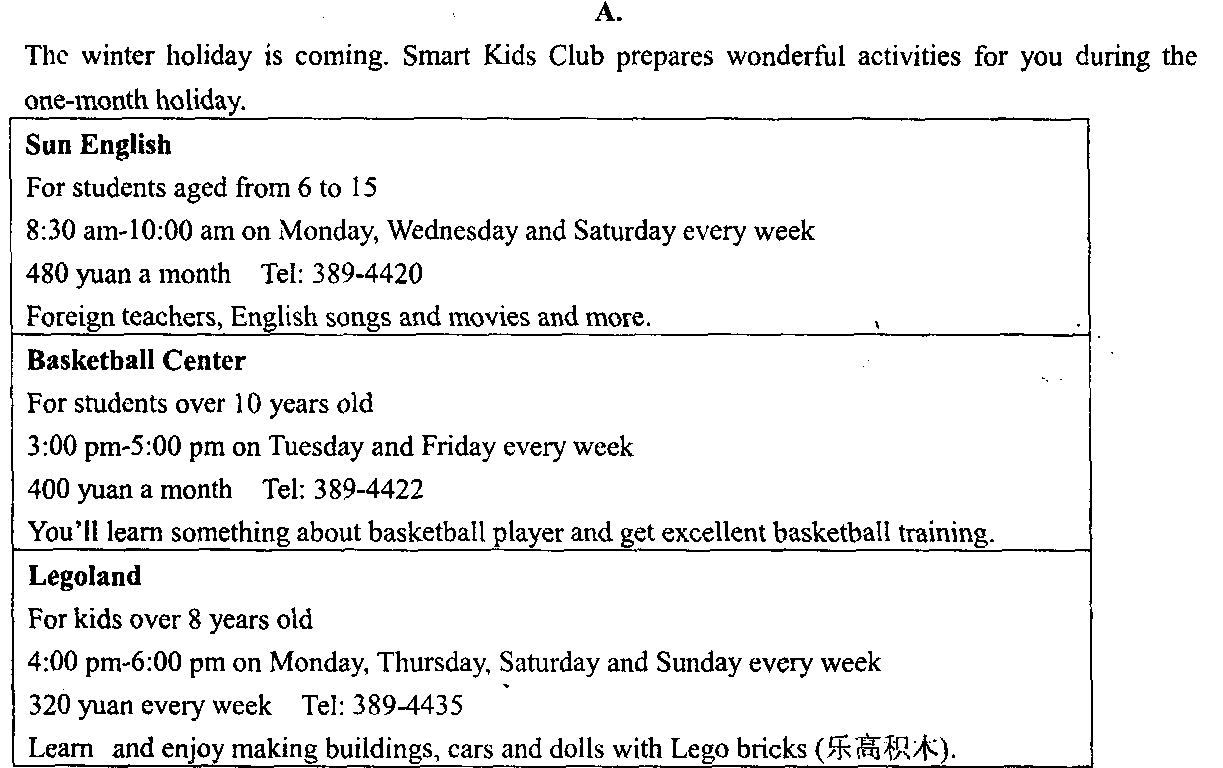 A.
The winter holiday is coming. Smart Kids Club prepares wonderful activities for you during the
one-month holiday.
Sun English
For students aged from 6 to 15
8:30 am-10:00 am on Monday, Wednesday and Saturday every week
480 yuan a month Tel: 389-4420
Foreign teachers, English songs and movies and more.
Basketball Center
For students over 10 years old
3:00 pm-5:00 pm on Tuesday and Friday every week
400 yuan a month Tel: 389-4422
You'll learn something about basketball player and get excellent basketball training.
Legoland
For kids over 8 years old
4:00 pm-6:00 pm on Monday, Thursday, Saturday and Sunday every week
320 yuan every week Tel: 389-4435
Learn and enjoy making buildings, cars and dolls with Lego bricks (乐高积木).